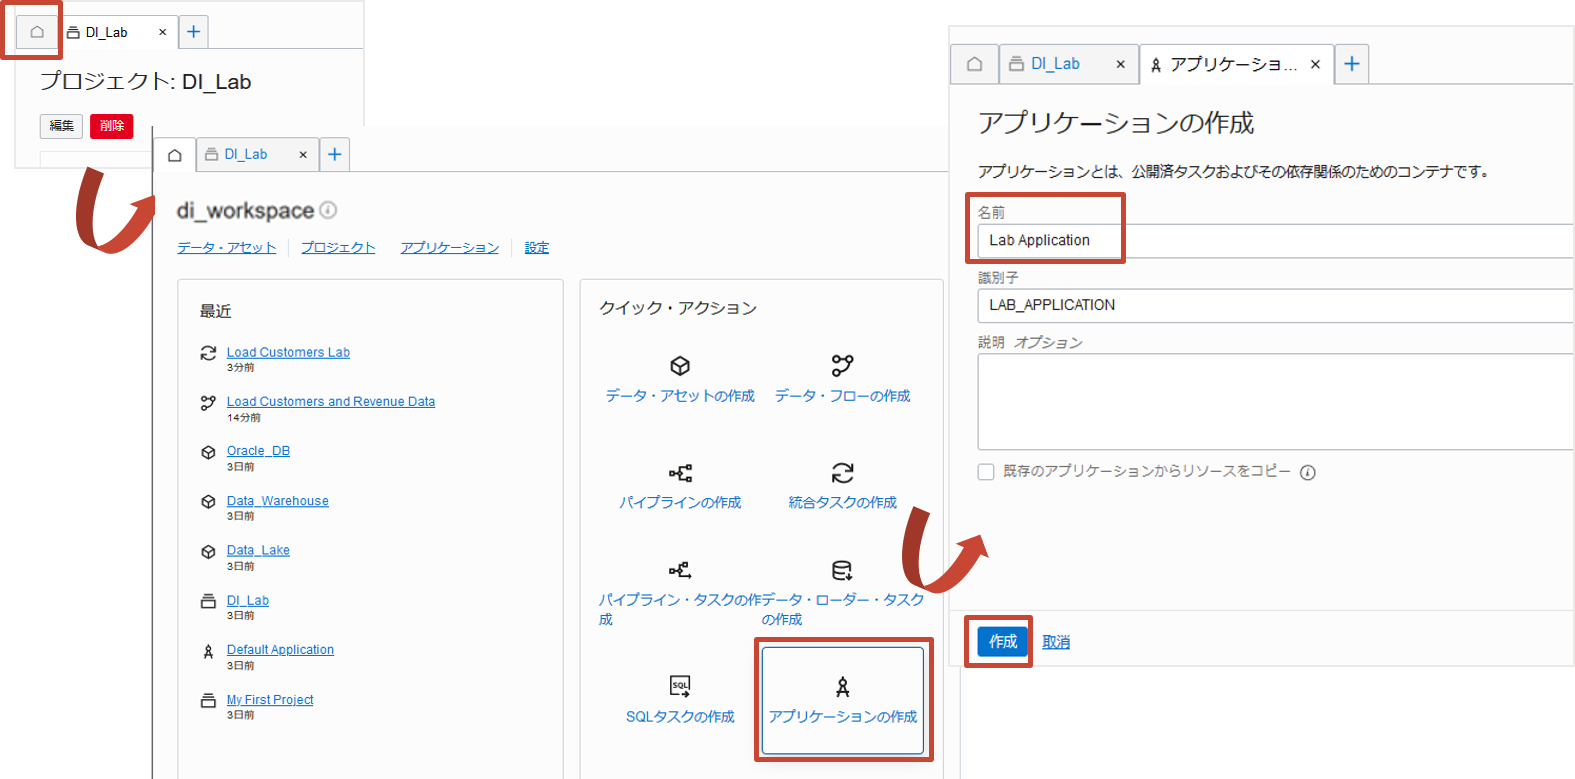 DI_Lab
プロジェクト: DI_Lab
編集 削除
DI_Lab
di_workspace
データ・アセット プロジェクト アプリケーション 設定
最近
Load Customers Lab
3分前
Load Customers and Revenue Data
14分前
Oracle_DB
3日前
Data_Warehouse
3日前
Data_Lake
3日前
DI_Lab
3日前
Default Application
3日前
My First Project
3日前
クイック・アクション
データ・アセットの作成
データ・フローの作成
パイプラインの作成
統合タスクの作成
パイプライン・タスクの作
成
データ・ローダー・タスク
の作成
SQL
SQLタスクの作成
アプリケーションの作成
DI_Lab アプリケーショ...
アプリケーションの作成
アプリケーションとは、公開済タスクおよびその依存関係のためのコンテナです。
名前
Lab Application
識別子
LAB_APPLICATION
説明 オプション
既存のアプリケーションからリソースをコピー
作成 取消